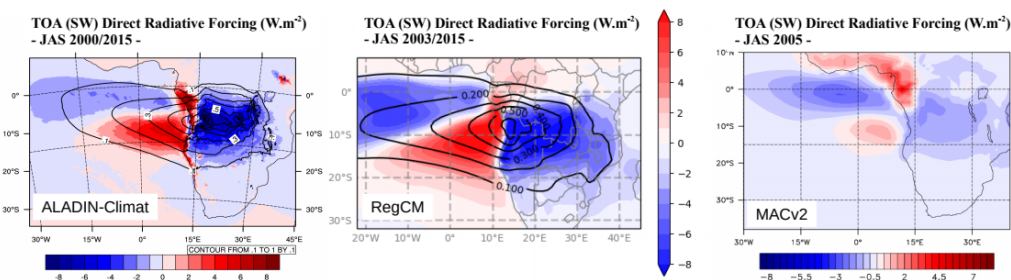 TOA (SW) Direct Radiative Forcing (W.m-2)
- JAS 2000/2015 -
0°
10°S
20°S
30°S
30°W
15°W
0°
15°E
30°E
45°E
.1
.3
.5
.1
ALADIN-Climat
CONTOUR FROM .1 TO 1 BY .1
-8 -6 -4 -2 0 2 4 6 8
TOA (SW) Direct Radiative Forcing (W.m-2)
- JAS 2003/2015 -
0°
10°S
20°S
30°S
20°W 10°W 0° 10°E 20°E 30°E 40°E
0.200
0.500
0.300
0.100
RegCM
8
6
4
2
0
−2
−4
−6
−8
TOA (SW) Direct Radiative Forcing (W.m-2)
- JAS 2005 -
10°N
0°
10°S
20°S
30°S
30°W 15°W 0° 15°E 30°E
MACv2
−8 −5.5 −3 −0.5 2 4.5 7